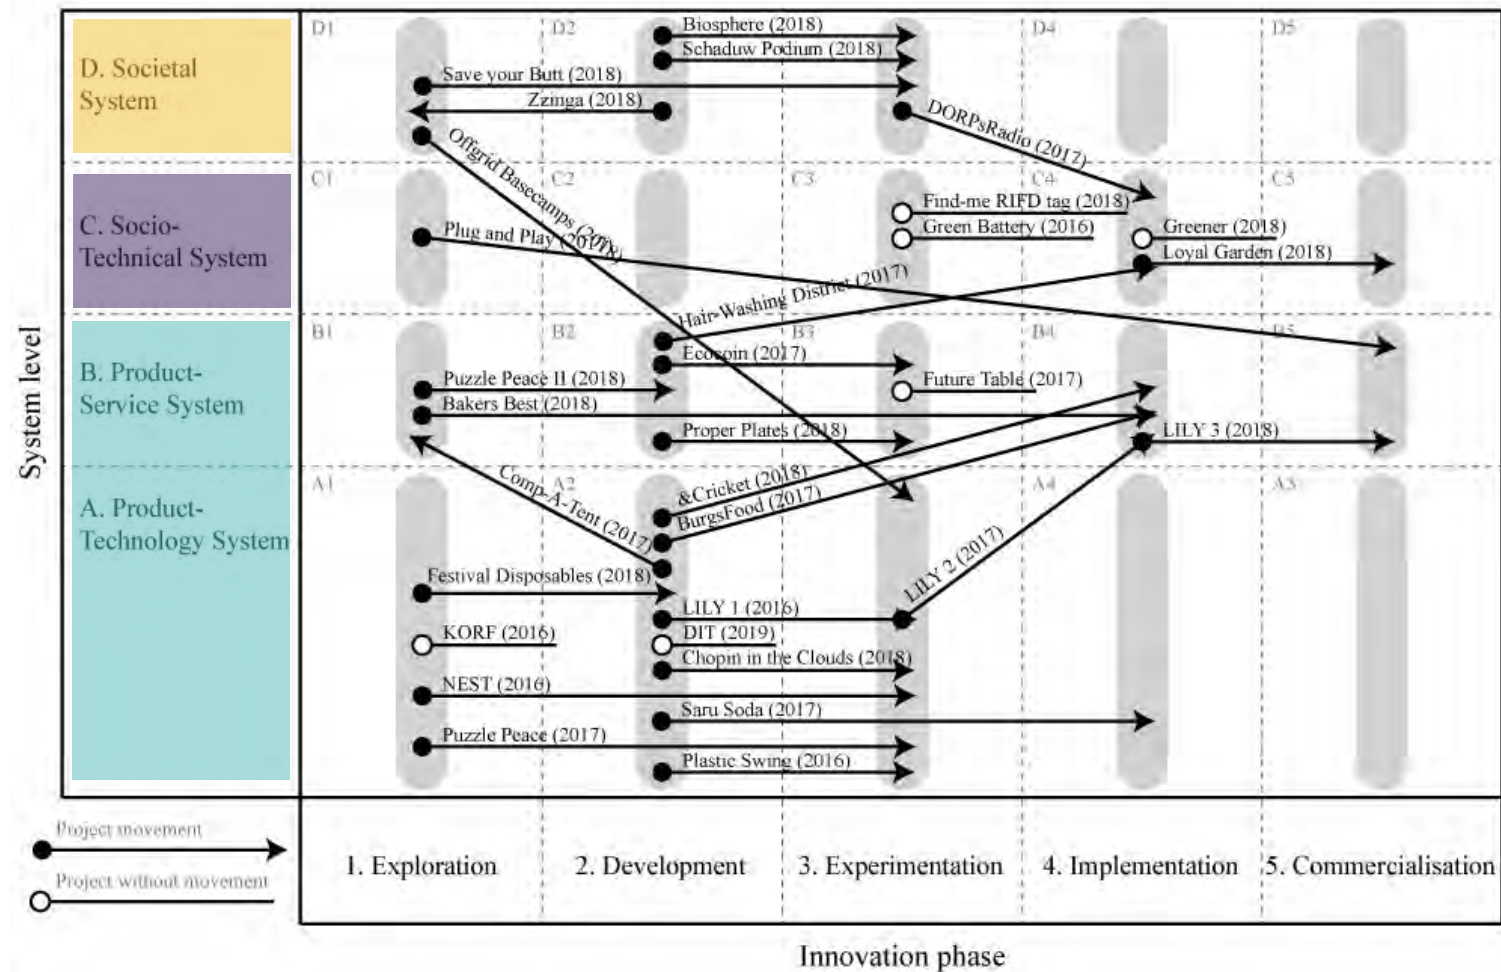 D1
D2
D4
D5
D. Societal
System
Biosphere (2018)
Schaduw Podium (2018)
Save your Butt (2018)
Zzinga (2018)
DORPsRadio (2017)
Offgrid Basecamps (2018)
C1
C2
C3
C4
C5
C. Socio-
Technical System
Find-me RIFD tag (2018)
Plug and Play (2017)
Green Battery (2016)
Greener (2018)
Loyal Garden (2018)
Hair-Washing District (2017)
B1
B2
B3
B4
B5
System level
B. Product-
Service System
Ecocoin (2017)
Puzzle Peace II (2018)
Future Table (2017)
Bakers Best (2018)
Proper Plates (2018)
LILY 3 (2018)
A1
A2
A4
A. Product-
Technology System
&Cricket (2018)
BurgsFood (2017)
Comp-A-Tent (2017)
LILY 2 (2017)
Festival Disposables (2018)
LILY 1 (2016)
KORF (2016)
DIT (2019)
Chopin in the Clouds (2018)
NEST (2016)
Saru Soda (2017)
Puzzle Peace (2017)
Plastic Swing (2016)
Project movement
Project without movement
1. Exploration
2. Development
3. Experimentation
4. Implementation
5. Commercialisation
Innovation phase